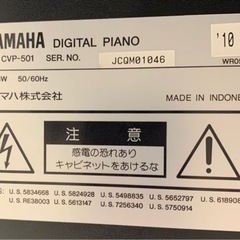 YAMAHA DIGITAL PIANO
CVP-501 SER NO. JCQM01046
'10
W 50/60Hz
マハ株式会社
MADE IN INDONE
注意
感電の恐れあり
キャビネットをあけるな
U.S. 5834668 U.S. 5824928 U.S. 5498835 U.S. 5652797 U.S. 618908
U.S. RE38003 U.S. 5613147 U.S. 7256340 U.S. 5750914